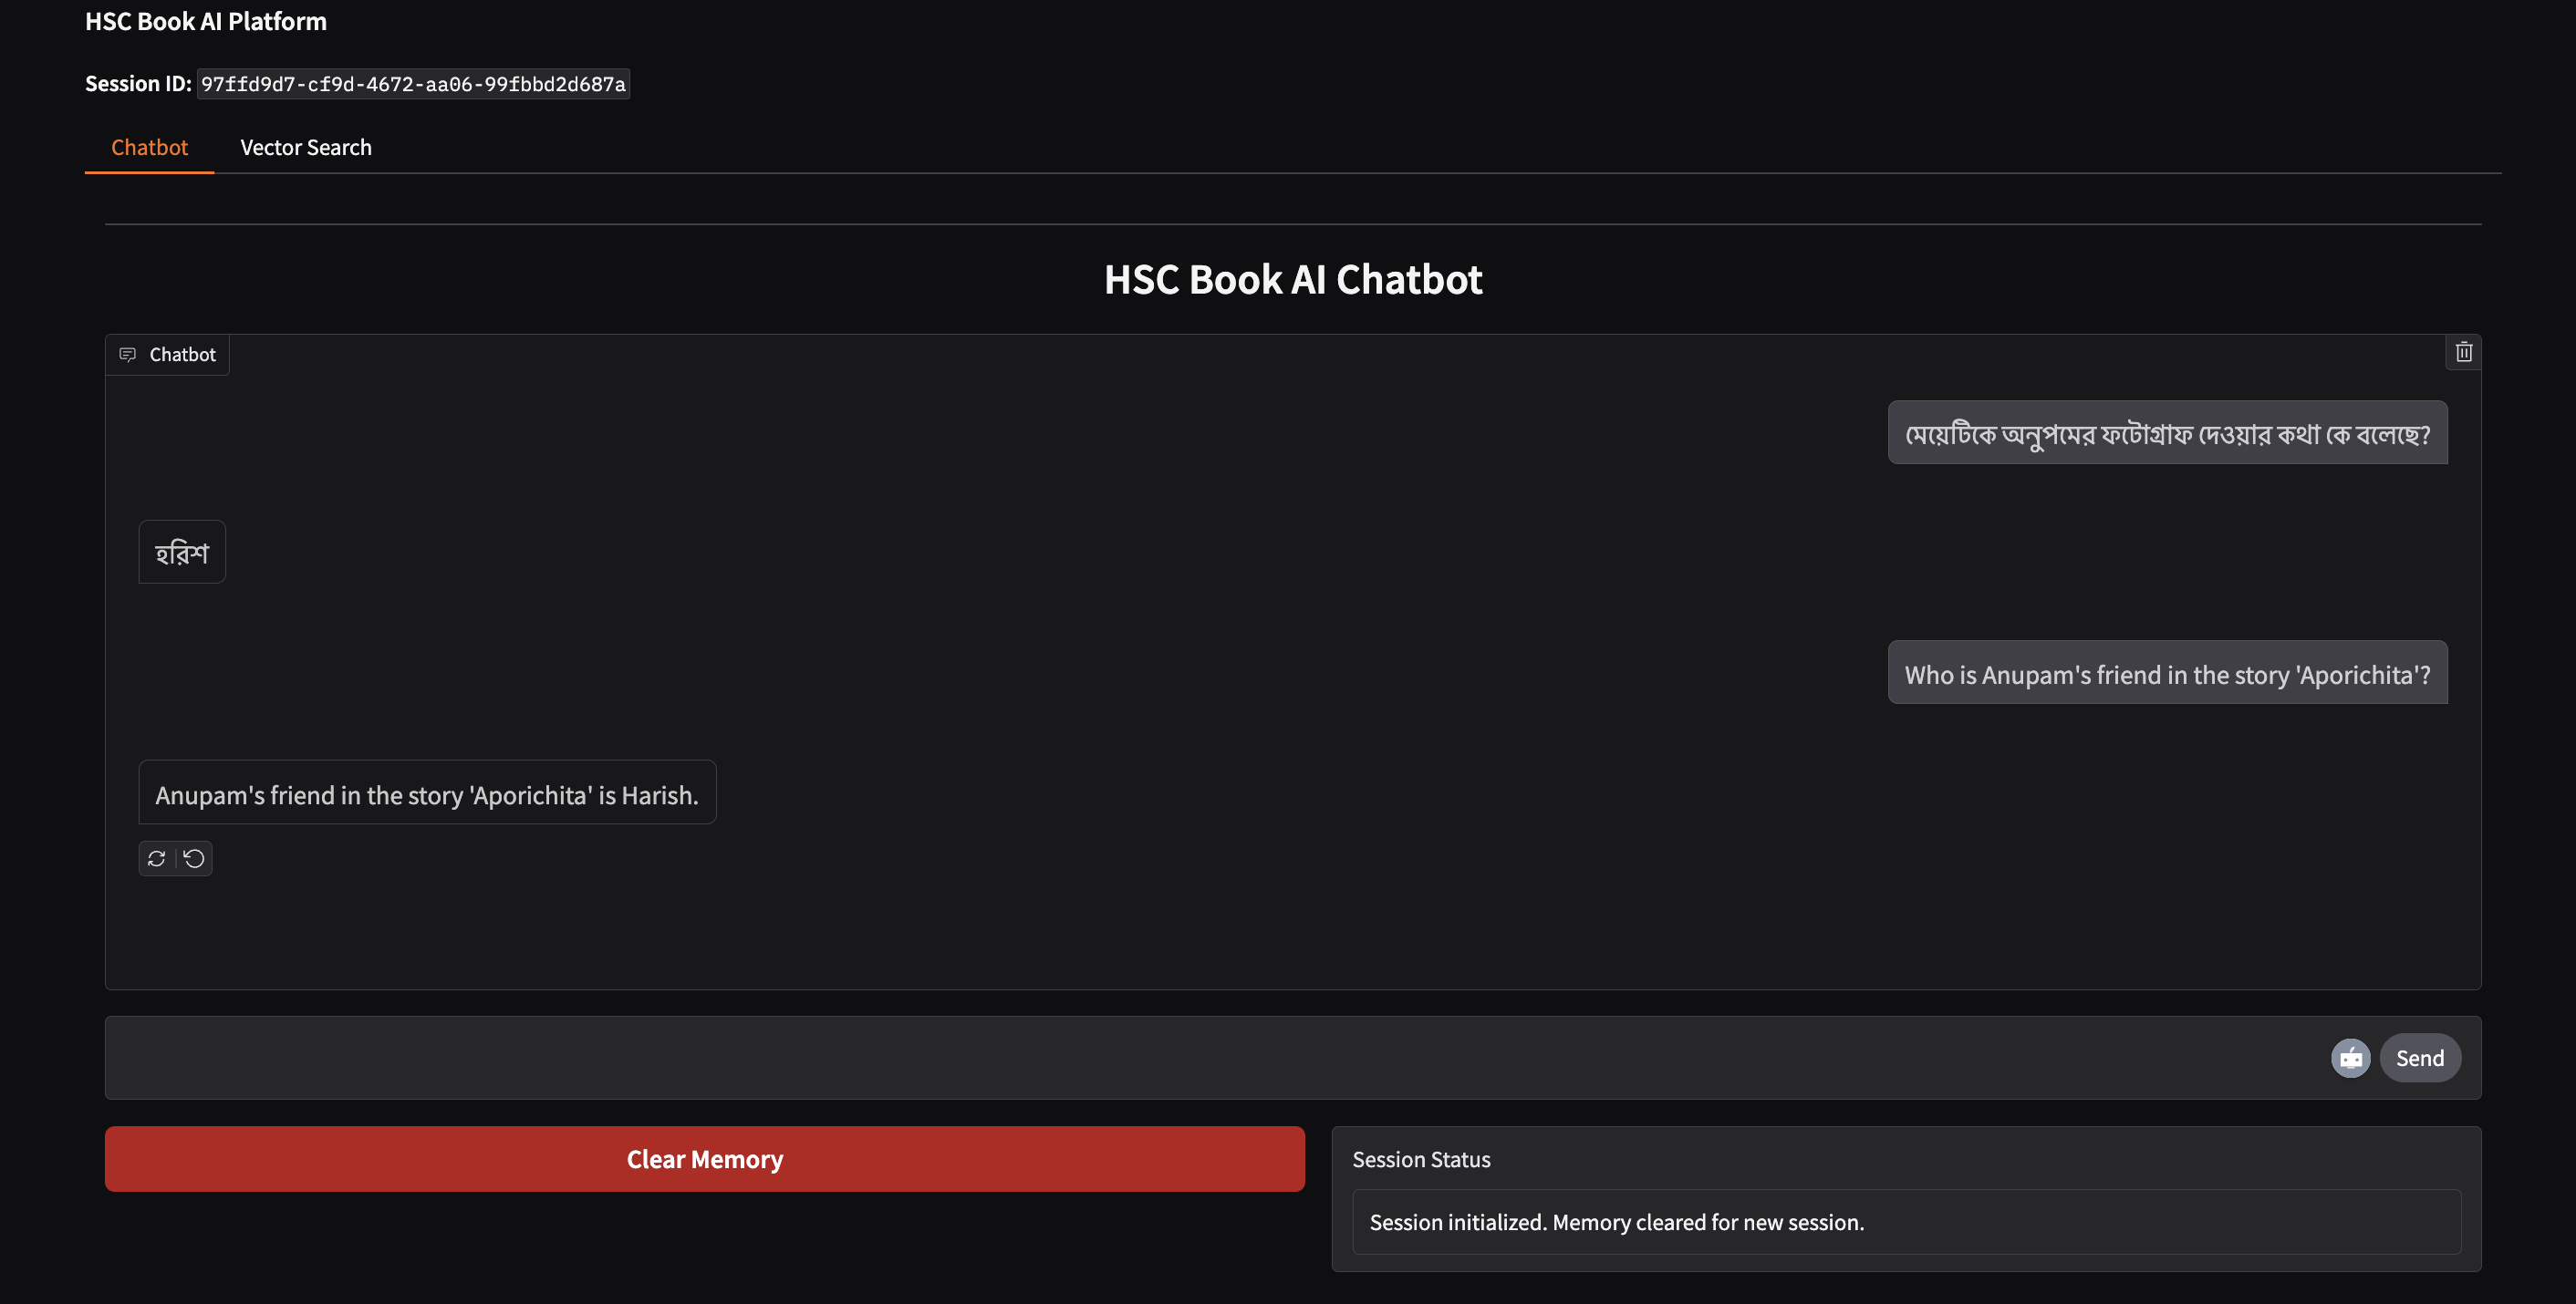 HSC Book AI Platform
Session ID: 97ffd9d7-cf9d-4672-aa06-99fbbd2d687a
Chatbot Vector Search
HSC Book AI Chatbot
Chatbot
মেয়েটিকে অনুপমের ফটোগ্রাফ দেওয়ার কথা কে বলেছে?
হরিশ
Who is Anupam's friend in the story 'Aporichita'?
Anupam's friend in the story 'Aporichita' is Harish.
Send
Clear Memory
Session Status
Session initialized. Memory cleared for new session.